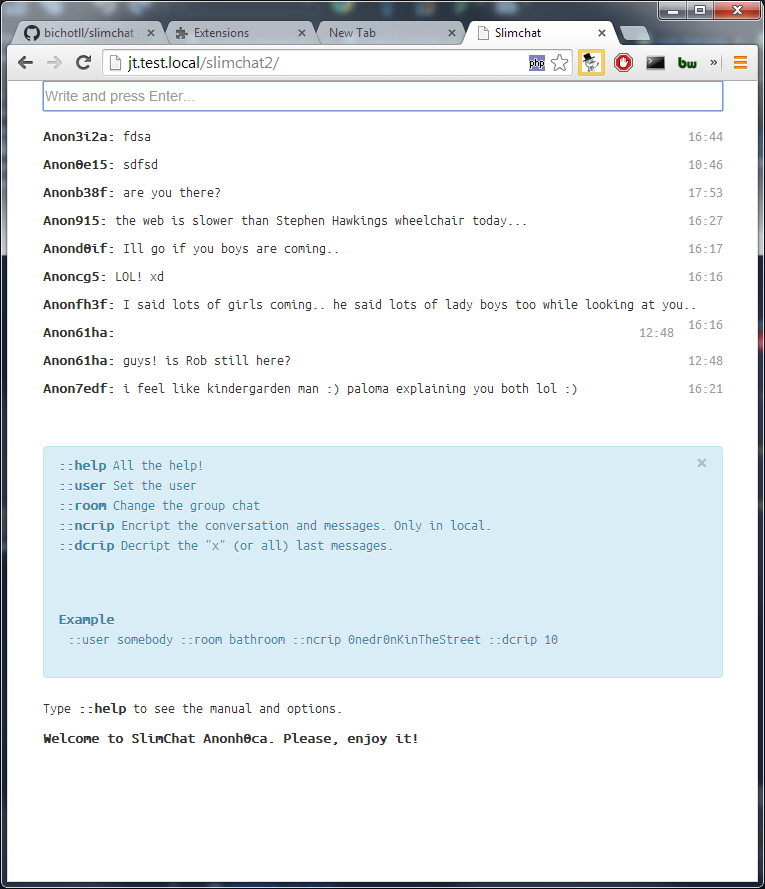 bichotll/slimchat
Extensions
New Tab
Slimchat
jt.test.local/slimchat2/
php
bw
»
Write and press Enter...
Anon3i2a: fdsa 16:44
Anon0e15: sdfsd 10:46
Anonb38f: are you there? 17:53
Anon915: the web is slower than Stephen Hawkings wheelchair today... 16:27
Anond0if: Ill go if you boys are coming.. 16:17
Anoncg5: LOL! xd 16:16
Anonfh3f: I said lots of girls coming.. he said lots of lady boys too while looking at you..
16:16
Anon61ha: 12:48
Anon61ha: guys! is Rob still here? 12:48
Anon7edf: i feel like kindergarden man :) paloma explaining you both lol :) 16:21
::help All the help!
::user Set the user
::room Change the group chat
::ncrip Encript the conversation and messages. Only in local.
::dcrip Decript the "x" (or all) last messages.
Example
::user somebody ::room bathroom ::ncrip 0nedr0nKinTheStreet ::dcrip 10
Type ::help to see the manual and options.
Welcome to SlimChat Anonh0ca. Please, enjoy it!